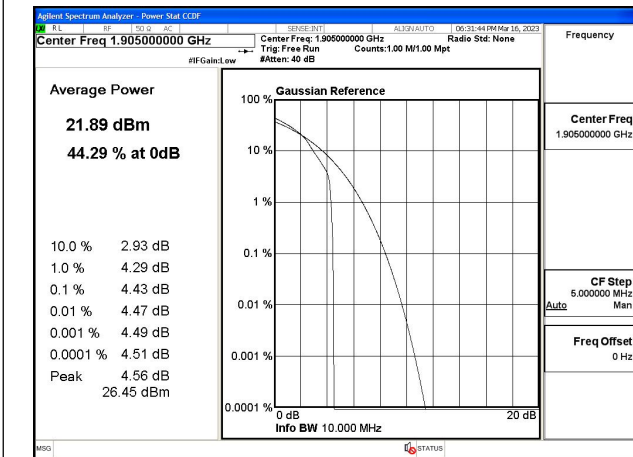 Agilent Spectrum Analyzer - Power Stat CCDF
RL RF 50 Ω AC SENSE:INT ALIGN AUTO 06:31:44 PM Mar 16, 2023
Center Freq 1.905000000 GHz
Center Freq: 1.905000000 GHz Radio Std: None
Trig: Free Run Counts:1.00 M/1.00 Mpt
#IFGain:Low #Atten: 40 dB
Frequency
Average Power
21.89 dBm
44.29 % at 0dB
10.0 % 2.93 dB
1.0 % 4.29 dB
0.1 % 4.43 dB
0.01 % 4.47 dB
0.001 % 4.49 dB
0.0001 % 4.51 dB
Peak 4.56 dB
26.45 dBm
Gaussian Reference
100 %
10 %
1 %
0.1 %
0.01 %
0.001 %
0.0001 %
0 dB 20 dB
Info BW 10.000 MHz
Center Freq
1.905000000 GHz
CF Step
5.000000 MHz
Auto Man
Freq Offset
0 Hz
MSG STATUS